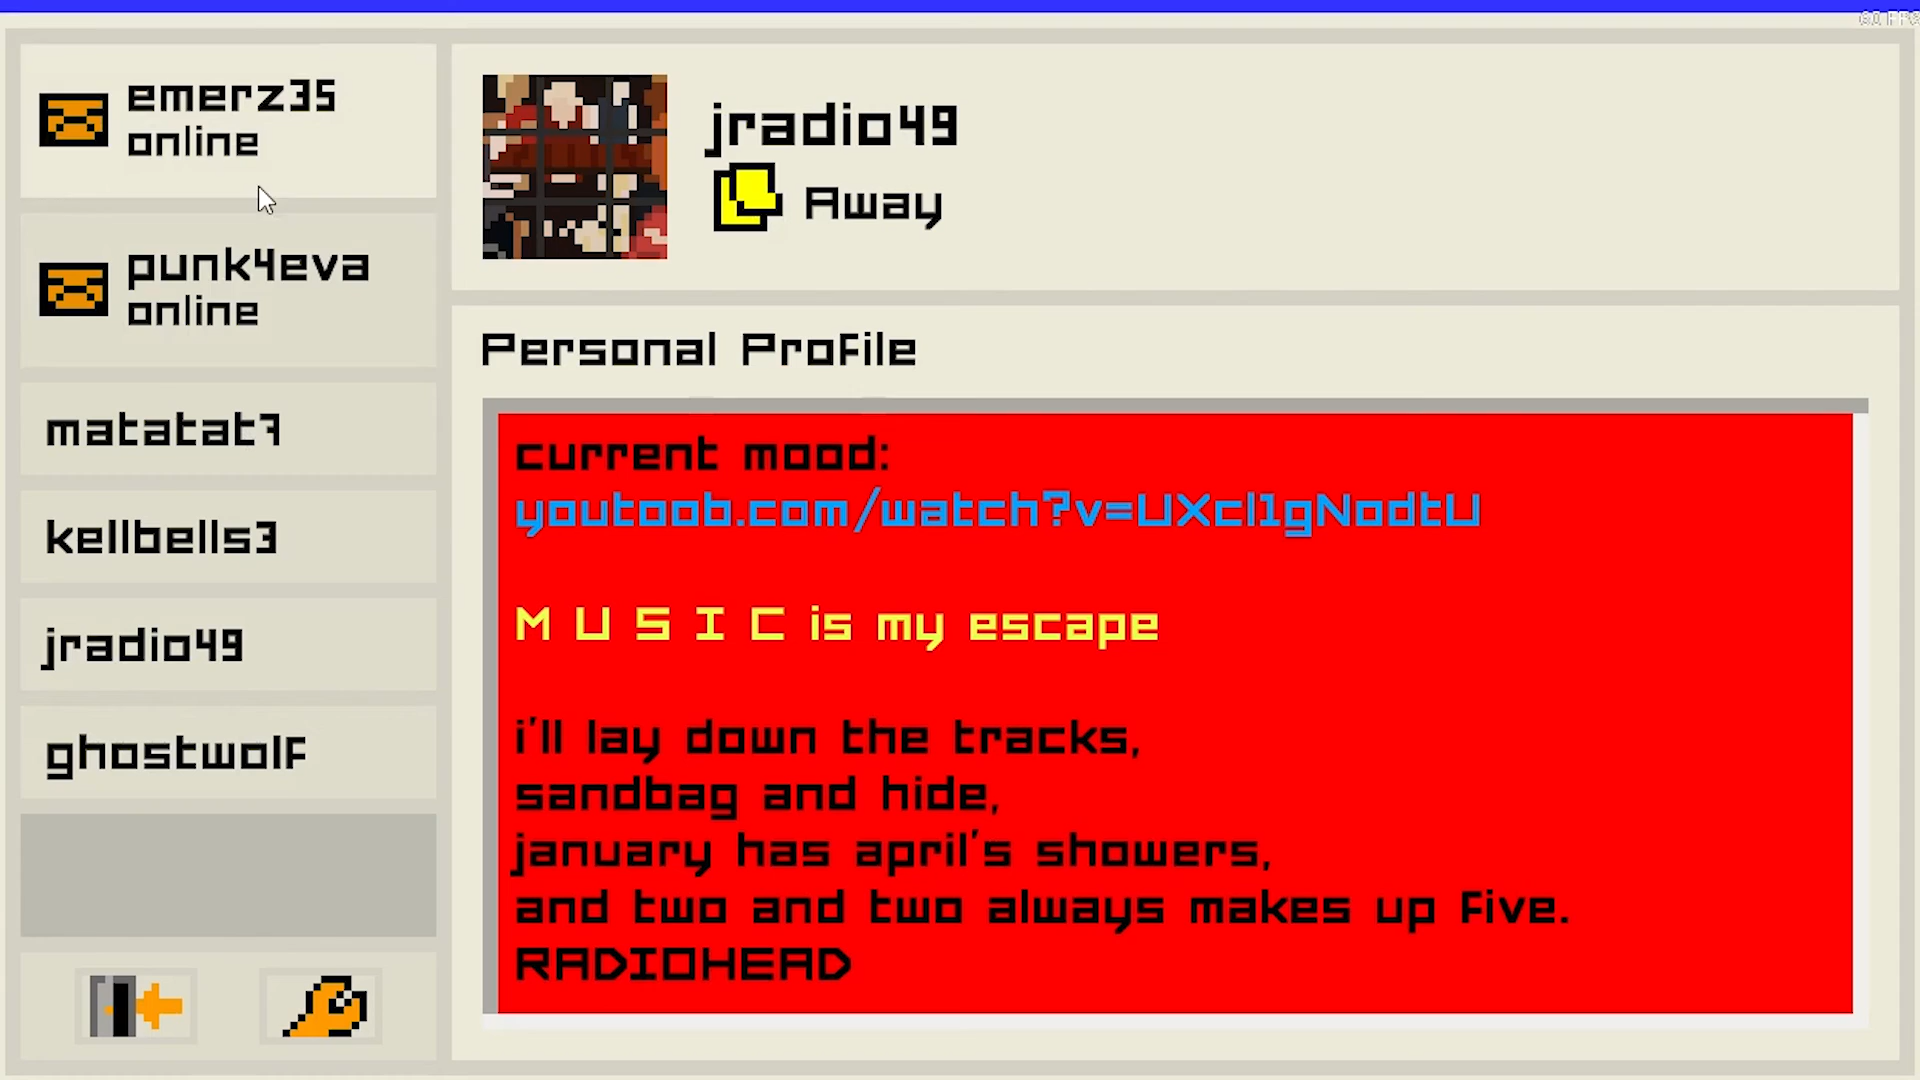 60 FPS
emerz35
online
punk4eva
online
matatat7
kellbells3
jradio49
ghostwolf
jradio49
Away
Personal Profile
current mood:
youtoob.com/watch?v=UXcl1gNodtU
M U S I C is my escape
i'll lay down the tracks,
sandbag and hide,
january has april's showers,
and two and two always makes up five.
RADIOHEAD